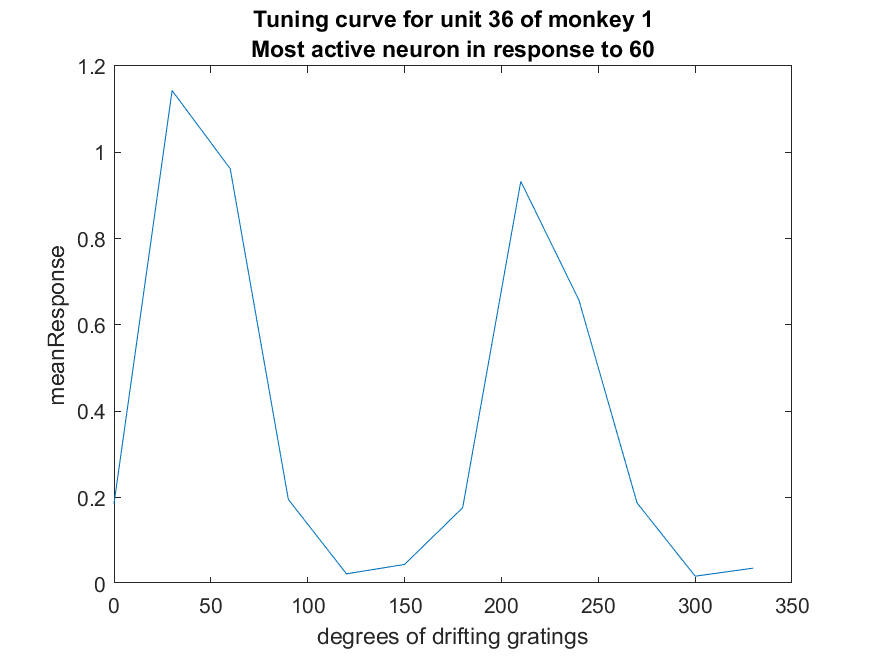 Tuning curve for unit 36 of monkey 1
Most active neuron in response to 60
1.2
1
0.8
0.6
0.4
0.2
0
meanResponse
0 50 100 150 200 250 300 350
degrees of drifting gratings